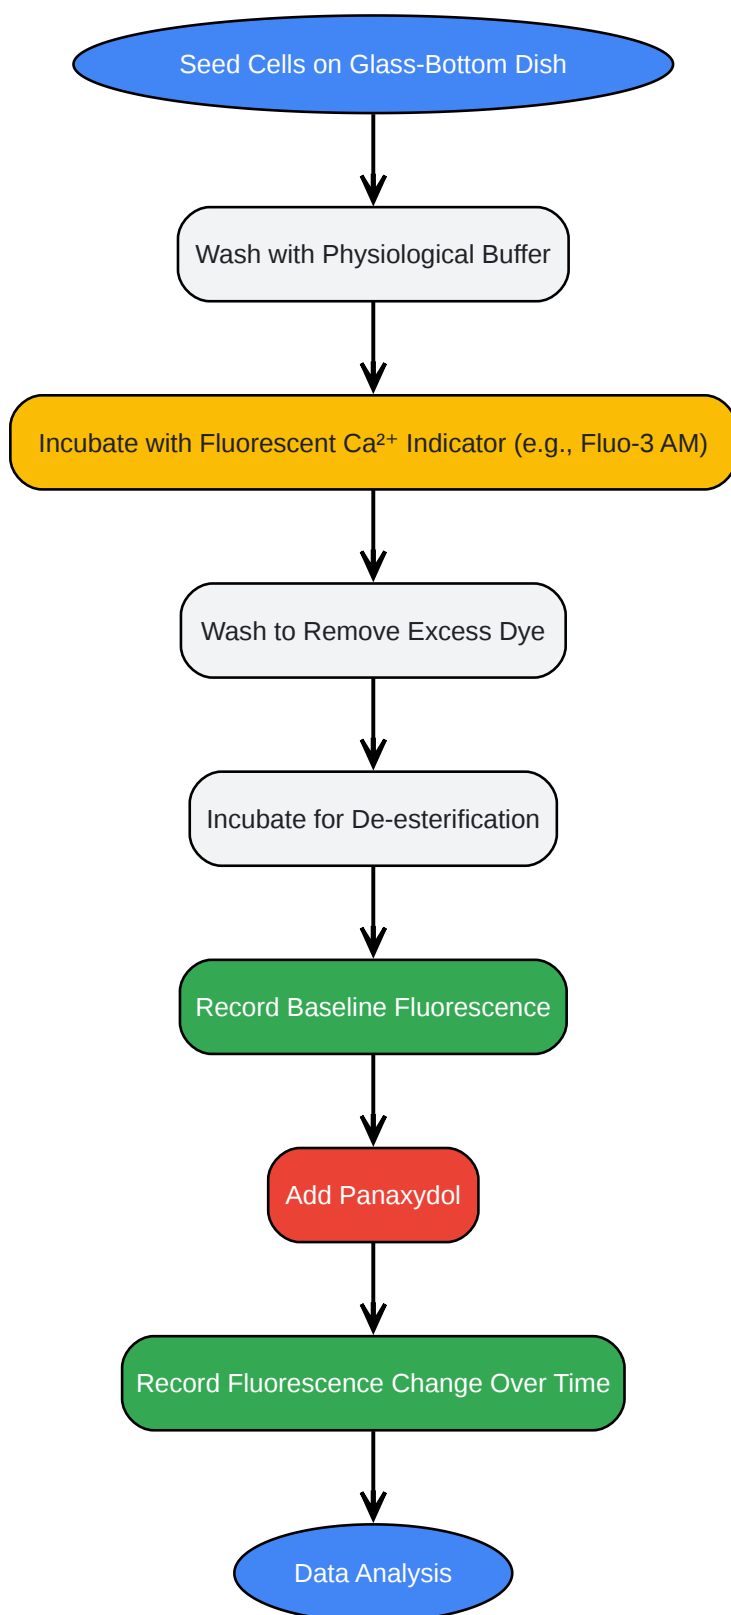 Seed Cells on Glass-Bottom Dish
Wash with Physiological Buffer
Incubate with Fluorescent Ca²⁺ Indicator (e.g., Fluo-3 AM)
Wash to Remove Excess Dye
Incubate for De-esterification
Record Baseline Fluorescence
Add Panaxydol
Record Fluorescence Change Over Time
Data Analysis